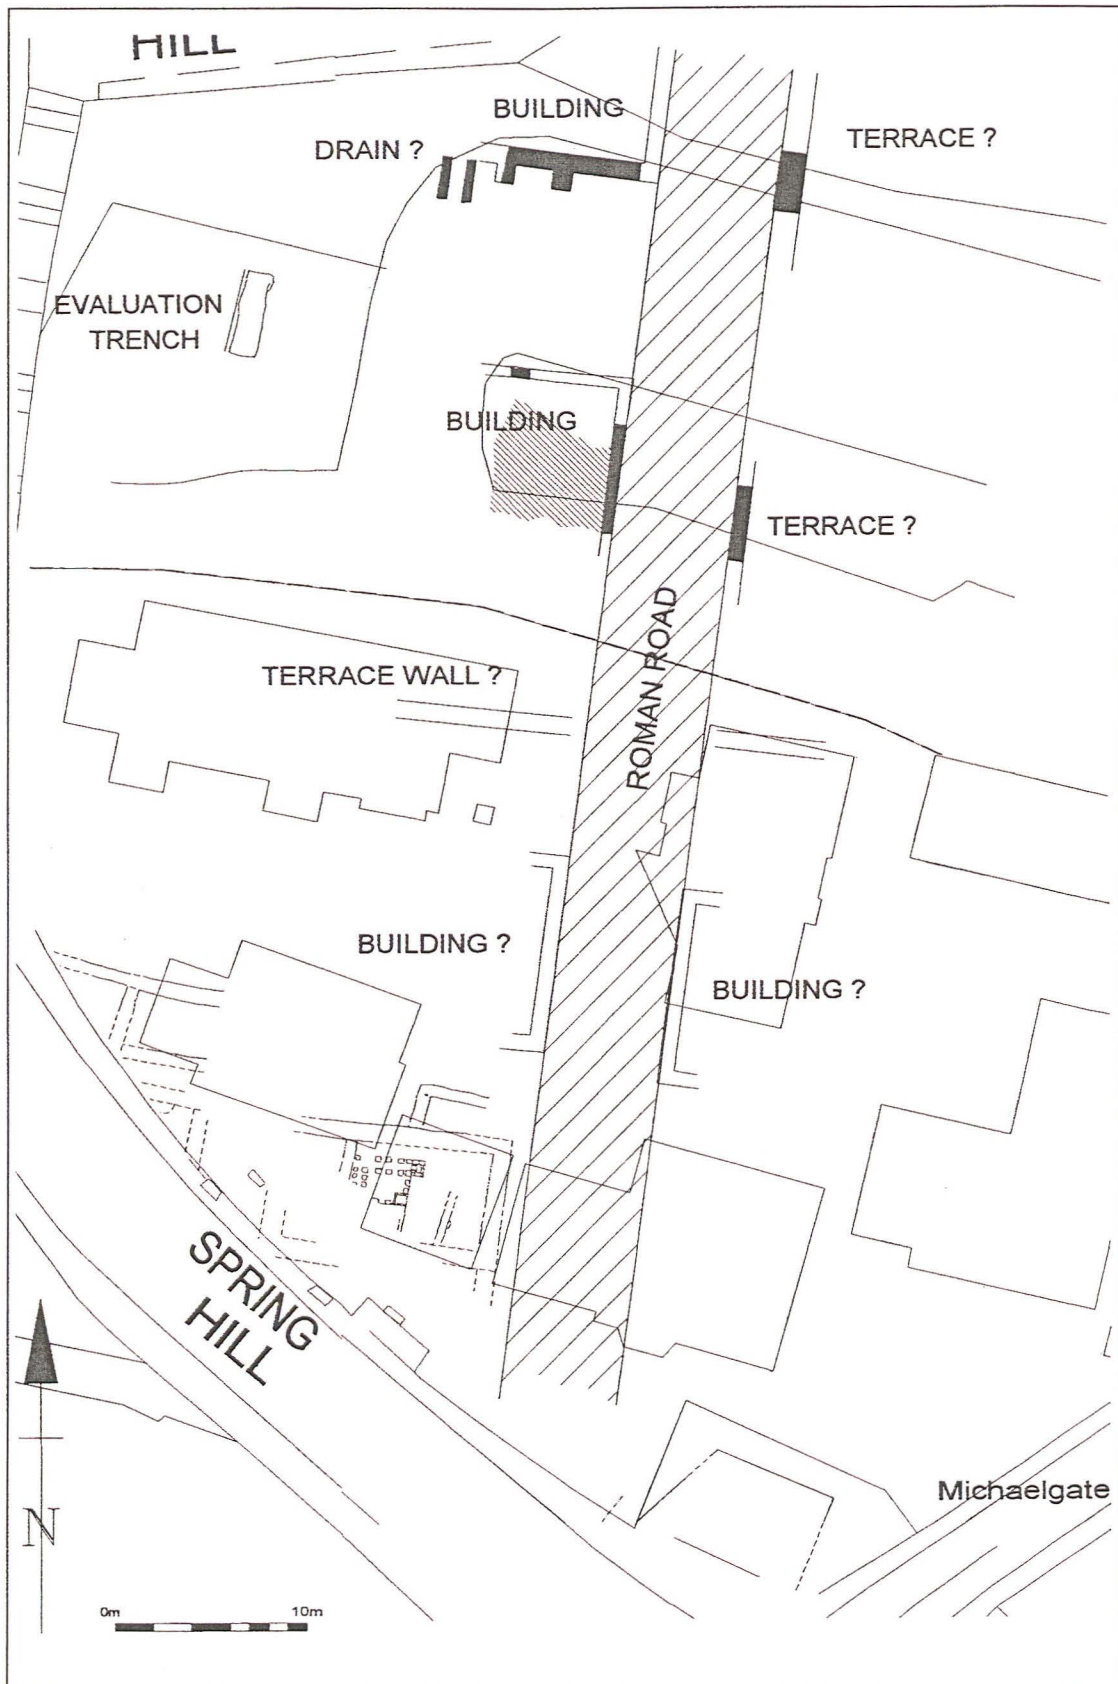 HILL
BUILDING
DRAIN ?
TERRACE ?
EVALUATION
TRENCH
BUILDING
TERRACE ?
ROMAN ROAD
TERRACE WALL ?
BUILDING ?
BUILDING ?
SPRING
HILL
Michaelgate
N
0m 10m